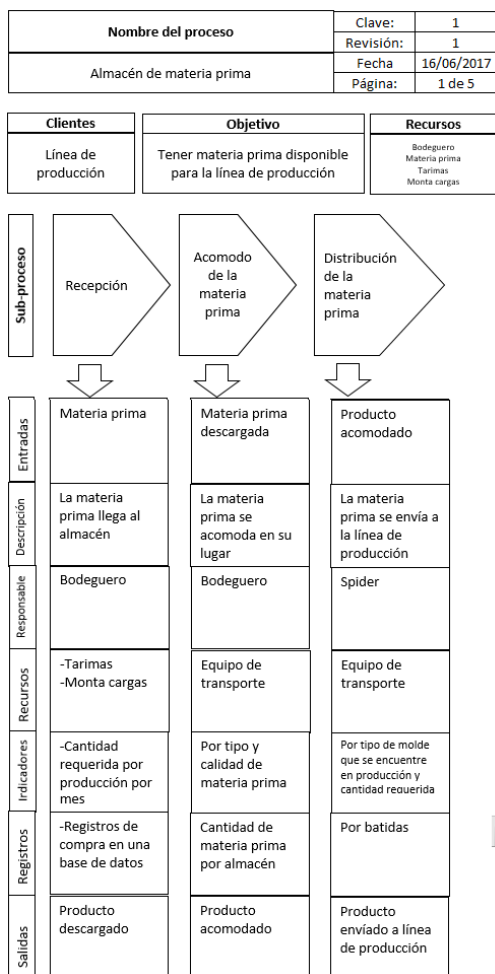 Nombre del proceso
Clave: 1
Revisión: 1
Almacén de materia prima
Fecha 16/06/2017
Página: 1 de 5
Clientes
Línea de
producción
Objetivo
Tener materia prima disponible
para la línea de producción
Recursos
Bodeguero
Materia prima
Tarimas
Monta cargas
Sub-proceso
Recepción
Acomodo
de la
materia
prima
Distribución
de la
materia
prima
Entradas
Materia prima
Materia prima
descargada
Producto
acomodado
Descripción
La materia
prima llega al
almacén
La materia
prima se
acomoda en su
lugar
La materia
prima se envía a
la línea de
producción
Responsable
Bodeguero
Bodeguero
Spider
Recursos
-Tarimas
-Monta cargas
Equipo de
transporte
Equipo de
transporte
Indicadores
-Cantidad
requerida por
producción por
mes
Por tipo y
calidad de
materia prima
Por tipo de molde
que se encuentre
en producción y
cantidad requerida
Registros
-Registros de
compra en una
base de datos
Cantidad de
materia prima
por almacén
Por batidas
Salidas
Producto
descargado
Producto
acomodado
Producto
envíado a línea
de producción